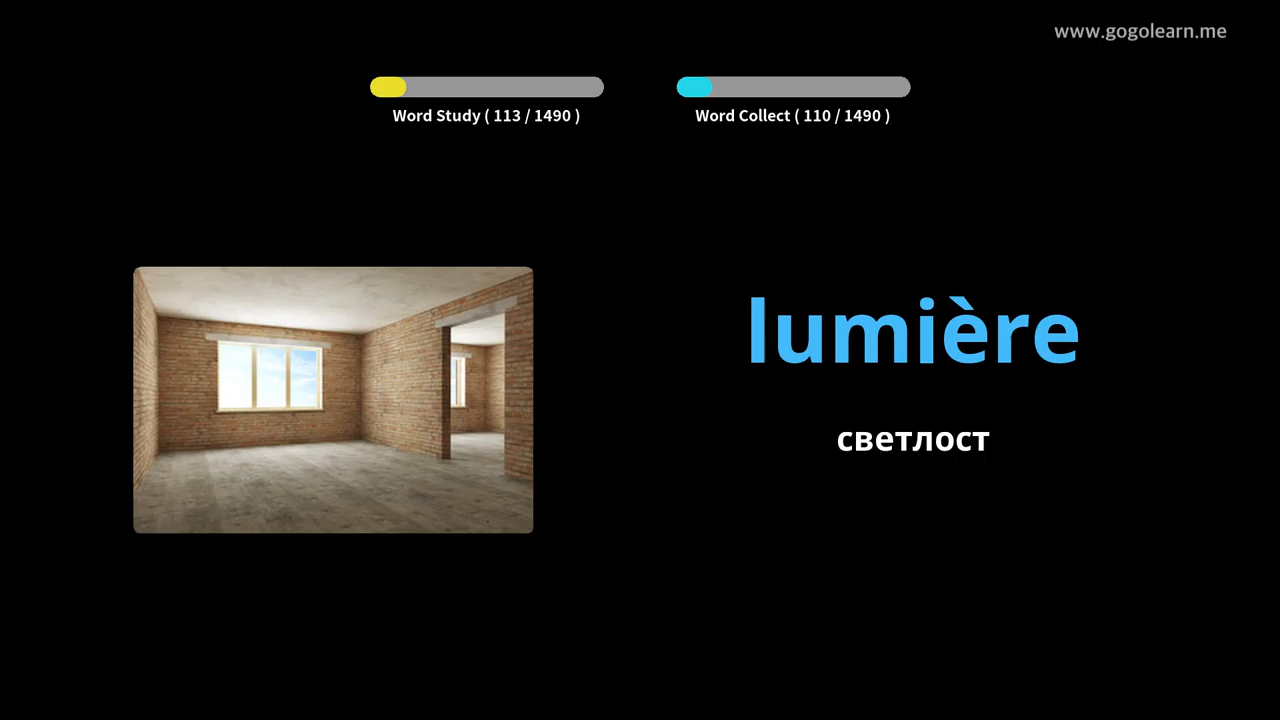 www.gogolearn.me
Word Study ( 113 / 1490 )
Word Collect ( 110 / 1490 )
lumière
светлост